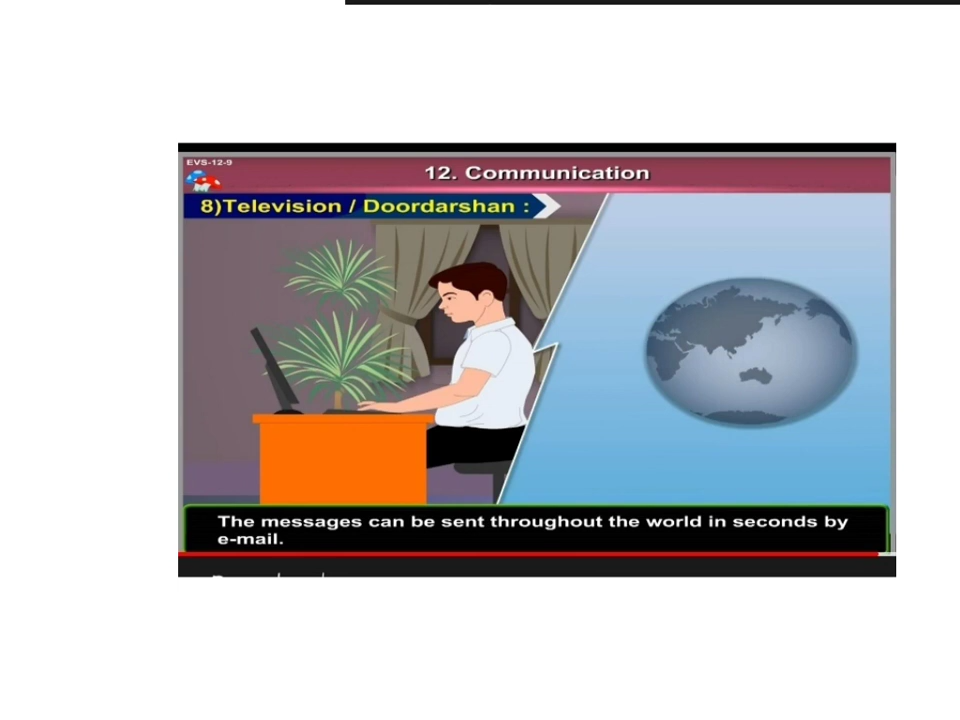 EVS-12-9
12. Communication
8)Television / Doordarshan :
The messages can be sent throughout the world in seconds by
e-mail.